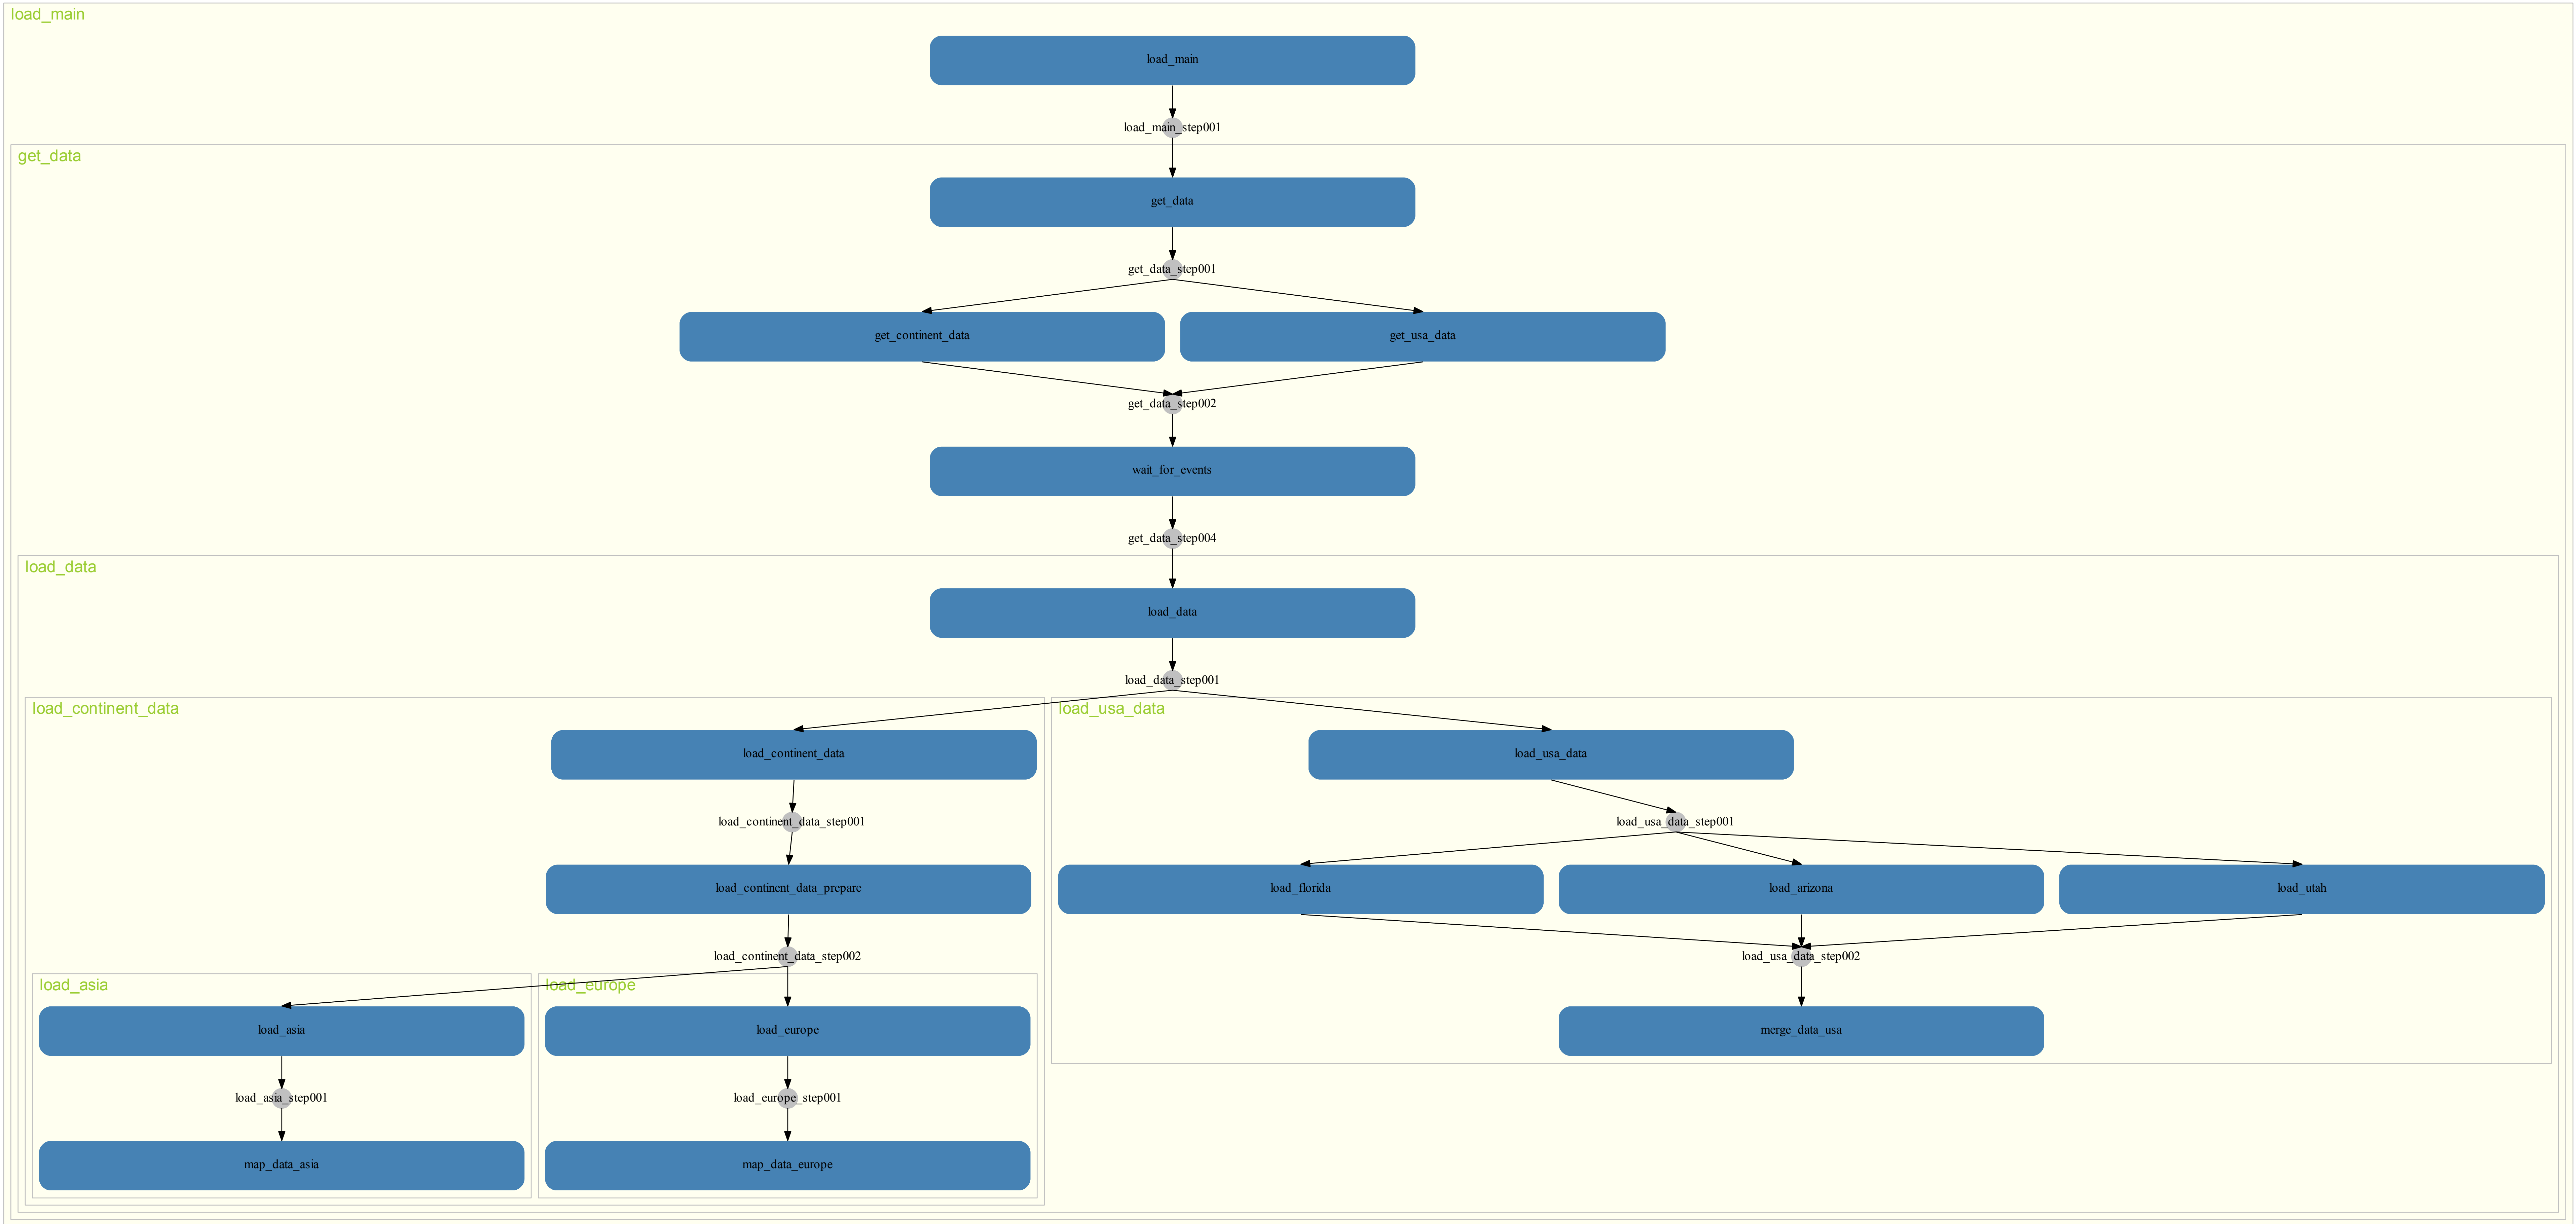 load_main
load_main
load_main_step001
get_data
get_data
get_data_step001
get_continent_data
get_usa_data
get_data_step002
wait_for_events
get_data_step004
load_data
load_data
load_data_step001
load_continent_data
load_usa_data
load_continent_data
load_usa_data
load_continent_data_step001
load_usa_data_step001
load_continent_data_prepare
load_florida
load_arizona
load_utah
load_continent_data_step002
load_usa_data_step002
load_asia
load_europe
load_asia
load_europe
merge_data_usa
load_asia_step001
load_europe_step001
map_data_asia
map_data_europe